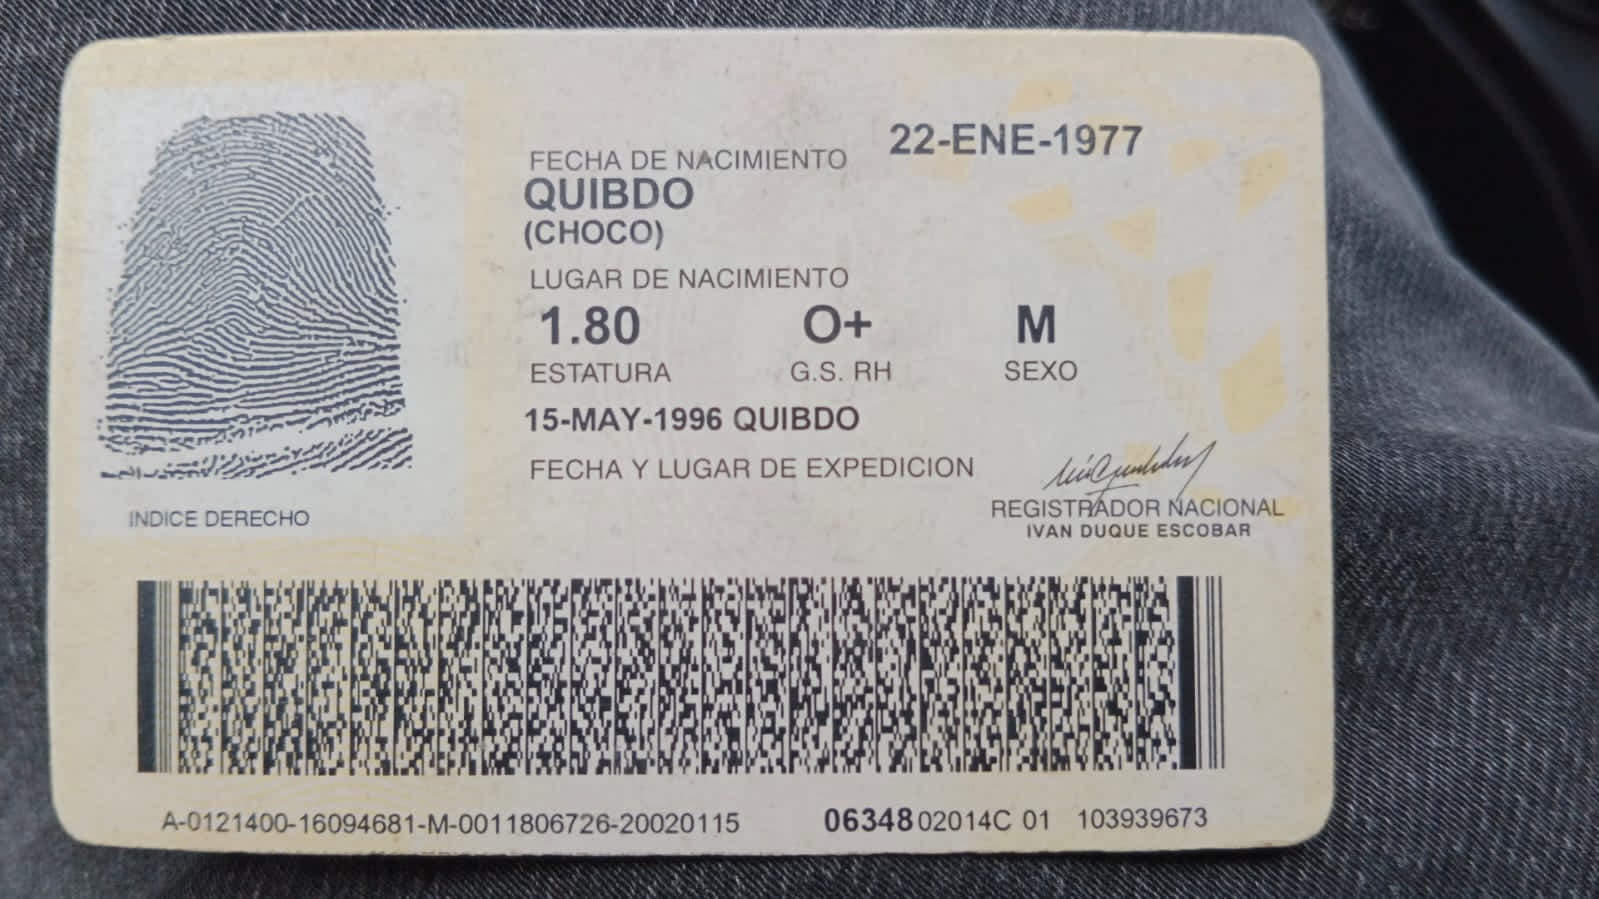 22-ENE-1977
FECHA DE NACIMIENTO
QUIBDO
(CHOCO)
LUGAR DE NACIMIENTO
1.80 O+ M
ESTATURA G.S. RH SEXO
15-MAY-1996 QUIBDO
FECHA Y LUGAR DE EXPEDICION
INDICE DERECHO
REGISTRADOR NACIONAL
IVAN DUQUE ESCOBAR
A-0121400-16094681-M-0011806726-20020115 06348 02014C 01 103939673